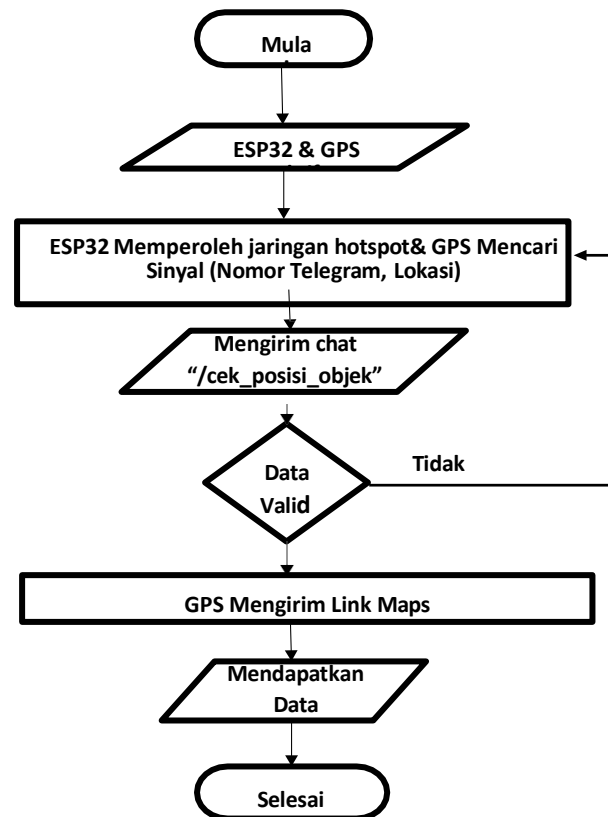 Mula
ESP32 & GPS
ESP32 Memperoleh jaringan hotspot& GPS Mencari
Sinyal (Nomor Telegram, Lokasi)
Mengirim chat
“/cek_posisi_objek”
Data
Valid
Tidak
GPS Mengirim Link Maps
Mendapatkan
Data
Selesai